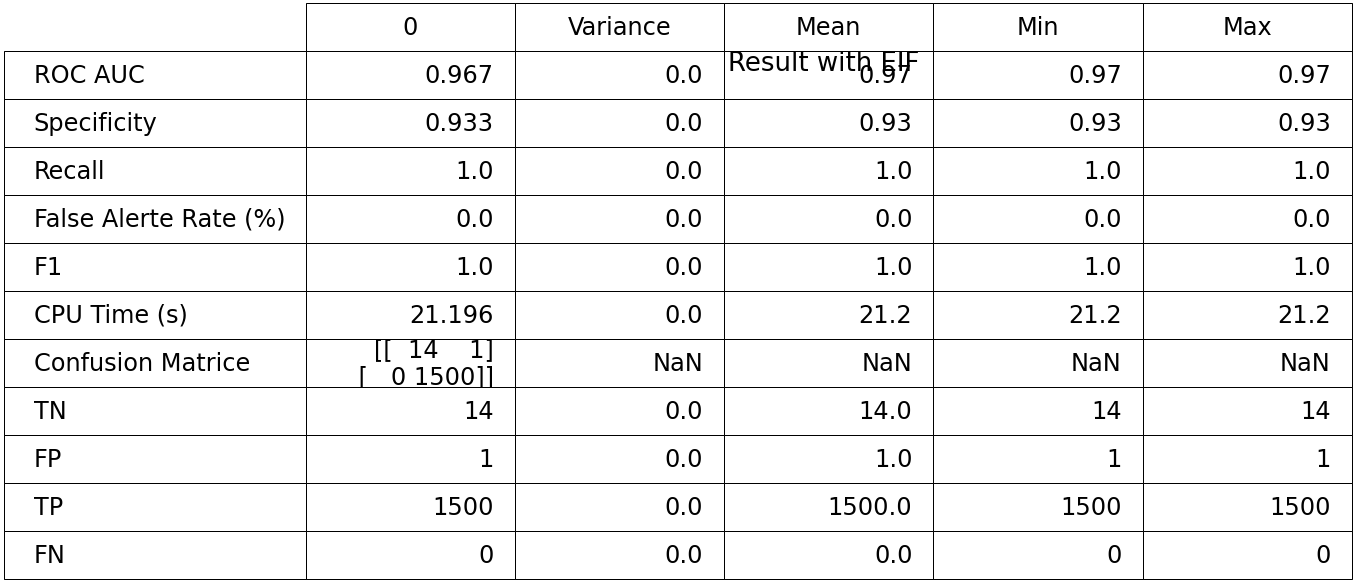 0 Variance Mean Min Max
Result with EIF
ROC AUC 0.967 0.0 0.97 0.97 0.97
Specificity 0.933 0.0 0.93 0.93 0.93
Recall 1.0 0.0 1.0 1.0 1.0
False Alerte Rate (%) 0.0 0.0 0.0 0.0 0.0
F1 1.0 0.0 1.0 1.0 1.0
CPU Time (s) 21.196 0.0 21.2 21.2 21.2
Confusion Matrice [[ 14 1] NaN NaN NaN NaN
[ 0 1500]]
TN 14 0.0 14.0 14 14
FP 1 0.0 1.0 1 1
TP 1500 0.0 1500.0 1500 1500
FN 0 0.0 0.0 0 0